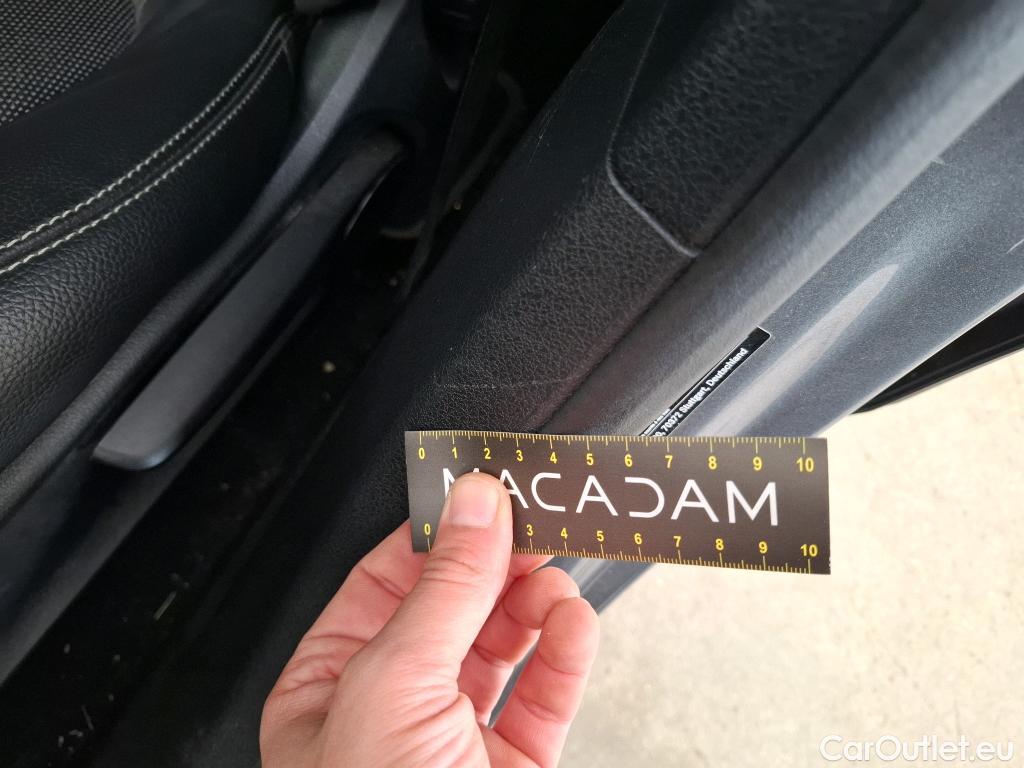 70372 Stuttgart, Deutschland
0 1 2 3 4 5 6 7 8 9 10
MACADAM
0 3 4 5 6 7 8 9 10
CarOutlet.eu